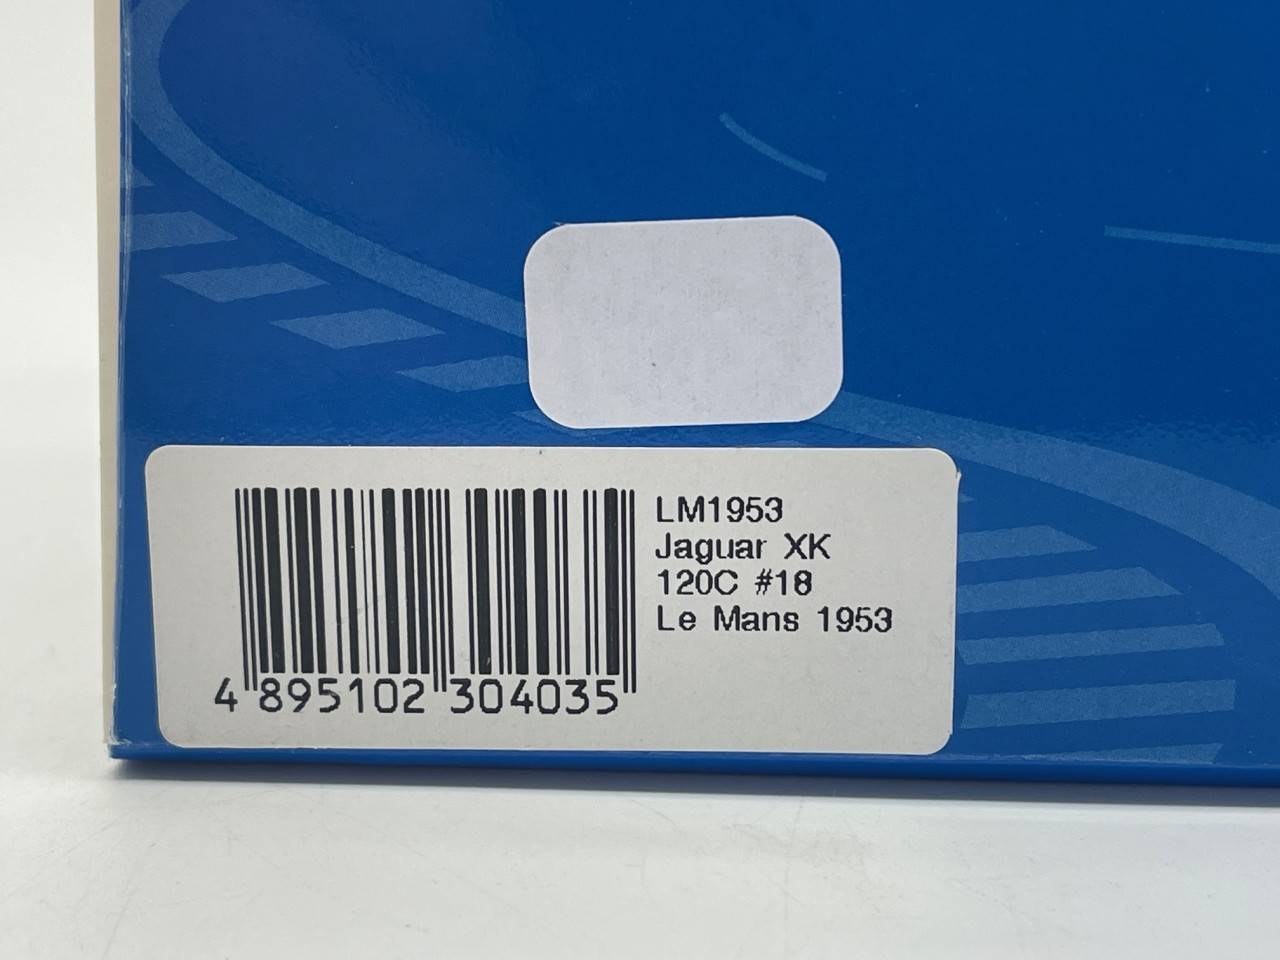 LM1953
Jaguar XK
120C #18
Le Mans 1953
4 895102 304035